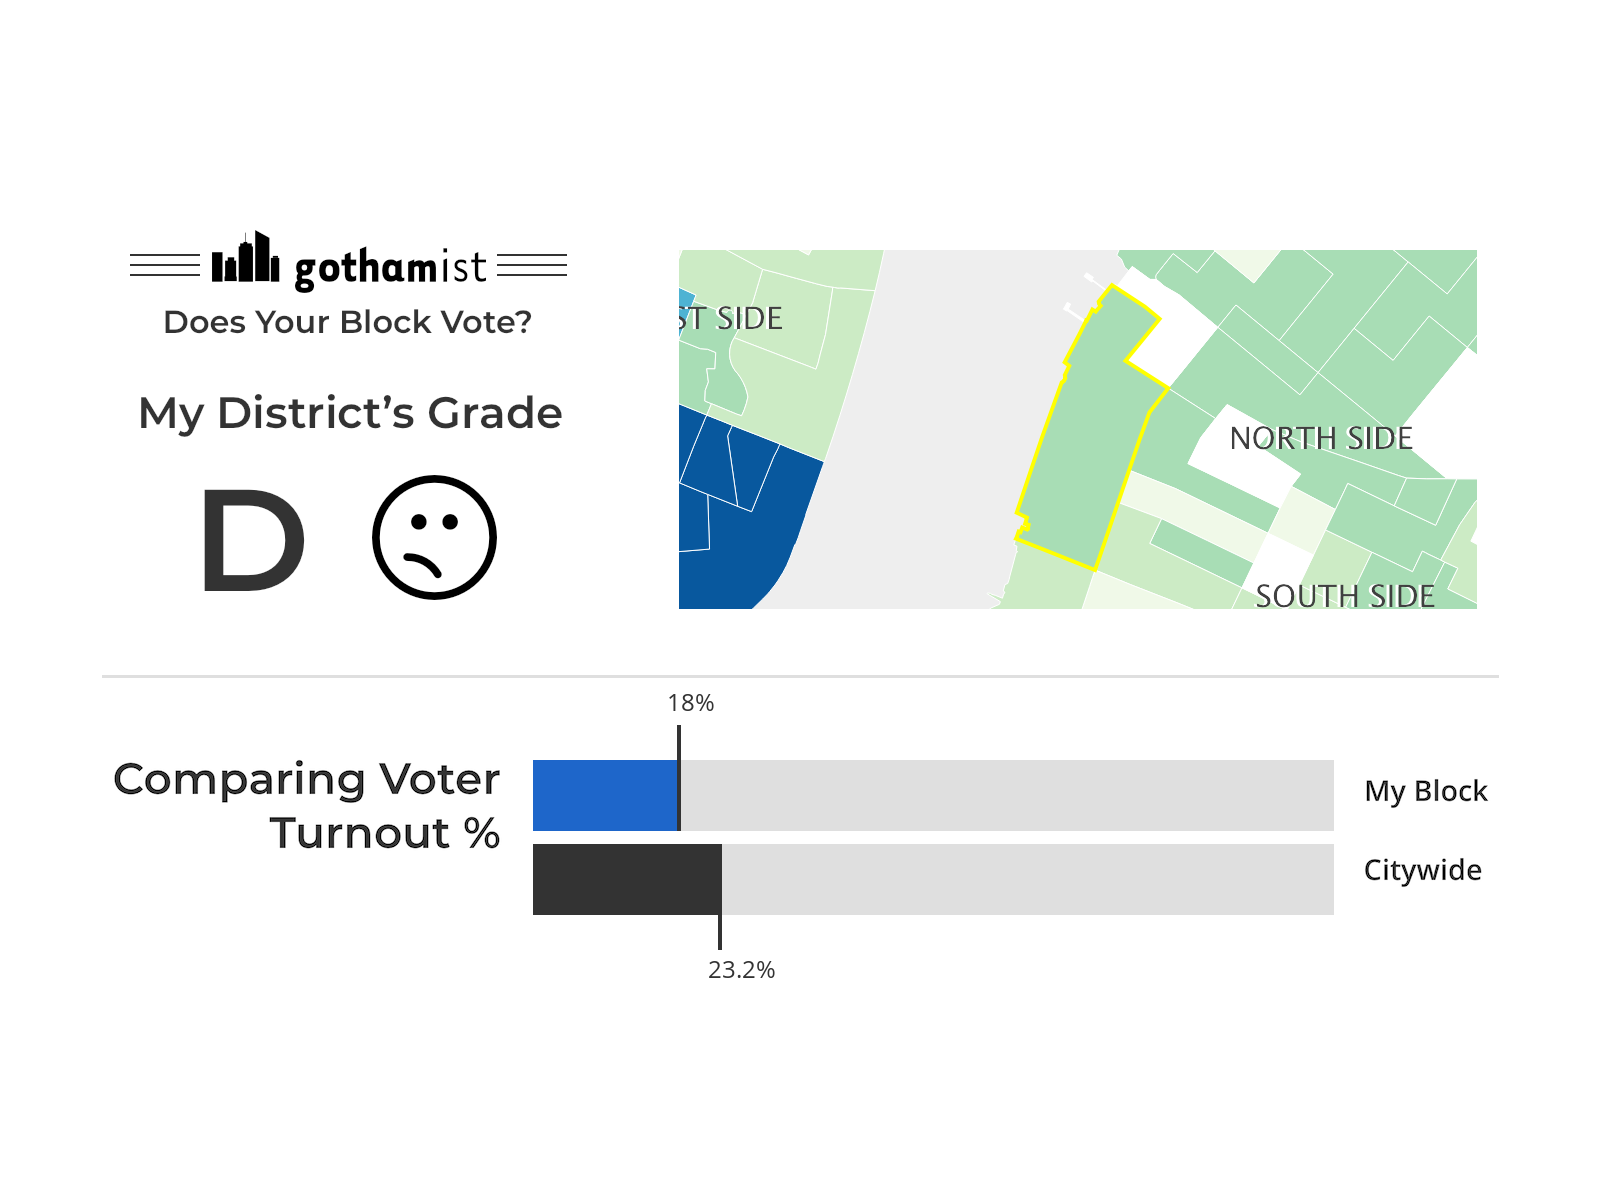 gothamist
Does Your Block Vote?
My District's Grade
D
ST SIDE
NORTH SIDE
SOUTH SIDE
18%
Comparing Voter
Turnout %
My Block
Citywide
23.2%